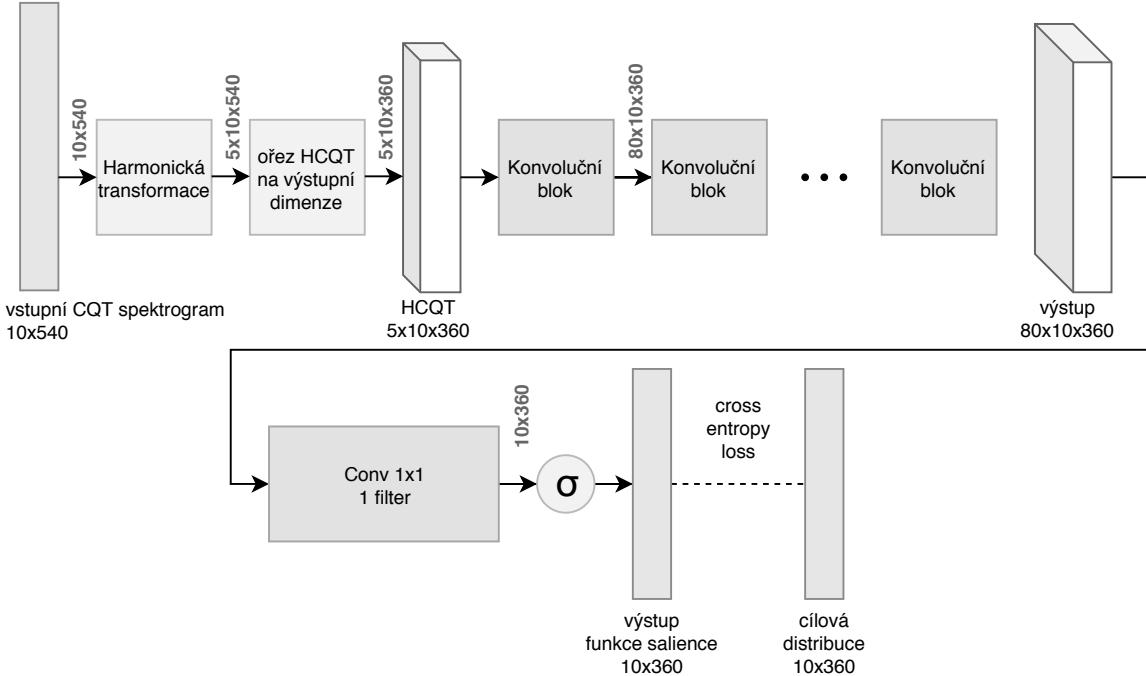 10x540
5x10x540
5x10x360
80x10x360
Harmonická
transformace
ořez HCQT
na výstupní
dimenze
Konvoluční
blok
Konvoluční
blok
...
Konvoluční
blok
vstupní CQT spektrogram
10x540
HCQT
5x10x360
výstup
80x10x360
10x360
Conv 1x1
1 filter
σ
cross
entropy
loss
výstup
funkce salience
10x360
cílová
distribuce
10x360